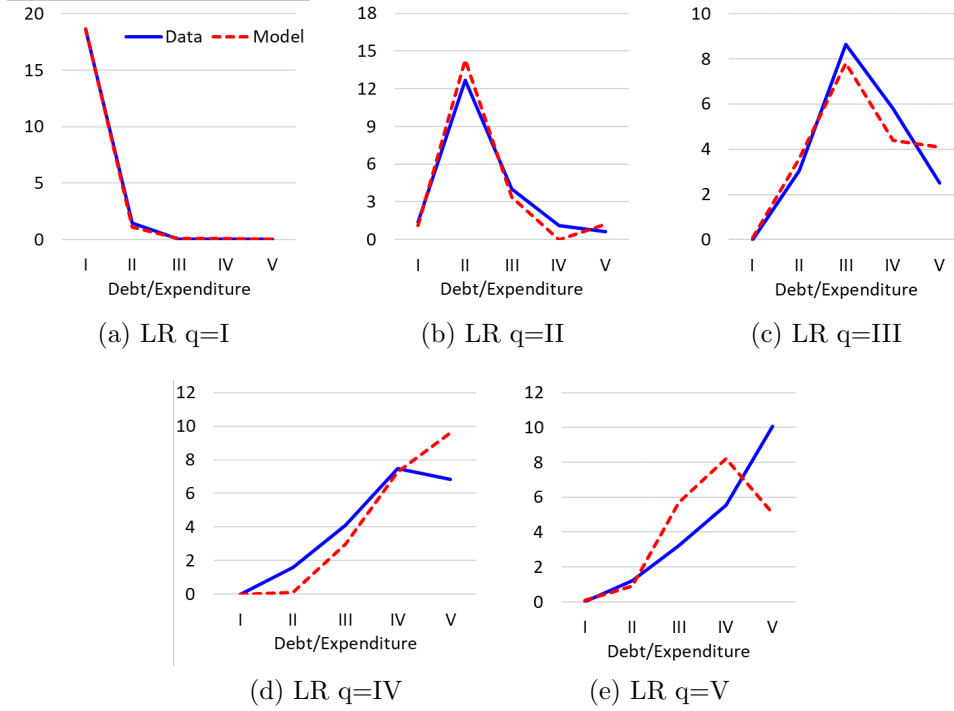 20
15
10
5
0
Data
Model
I II III IV V
Debt/Expenditure
(a) LR q=I
18
15
12
9
6
3
0
I II III IV V
Debt/Expenditure
(b) LR q=II
10
8
6
4
2
0
I II III IV V
Debt/Expenditure
(c) LR q=III
12
10
8
6
4
2
0
I II III IV V
Debt/Expenditure
(d) LR q=IV
12
10
8
6
4
2
0
I II III IV V
Debt/Expenditure
(e) LR q=V